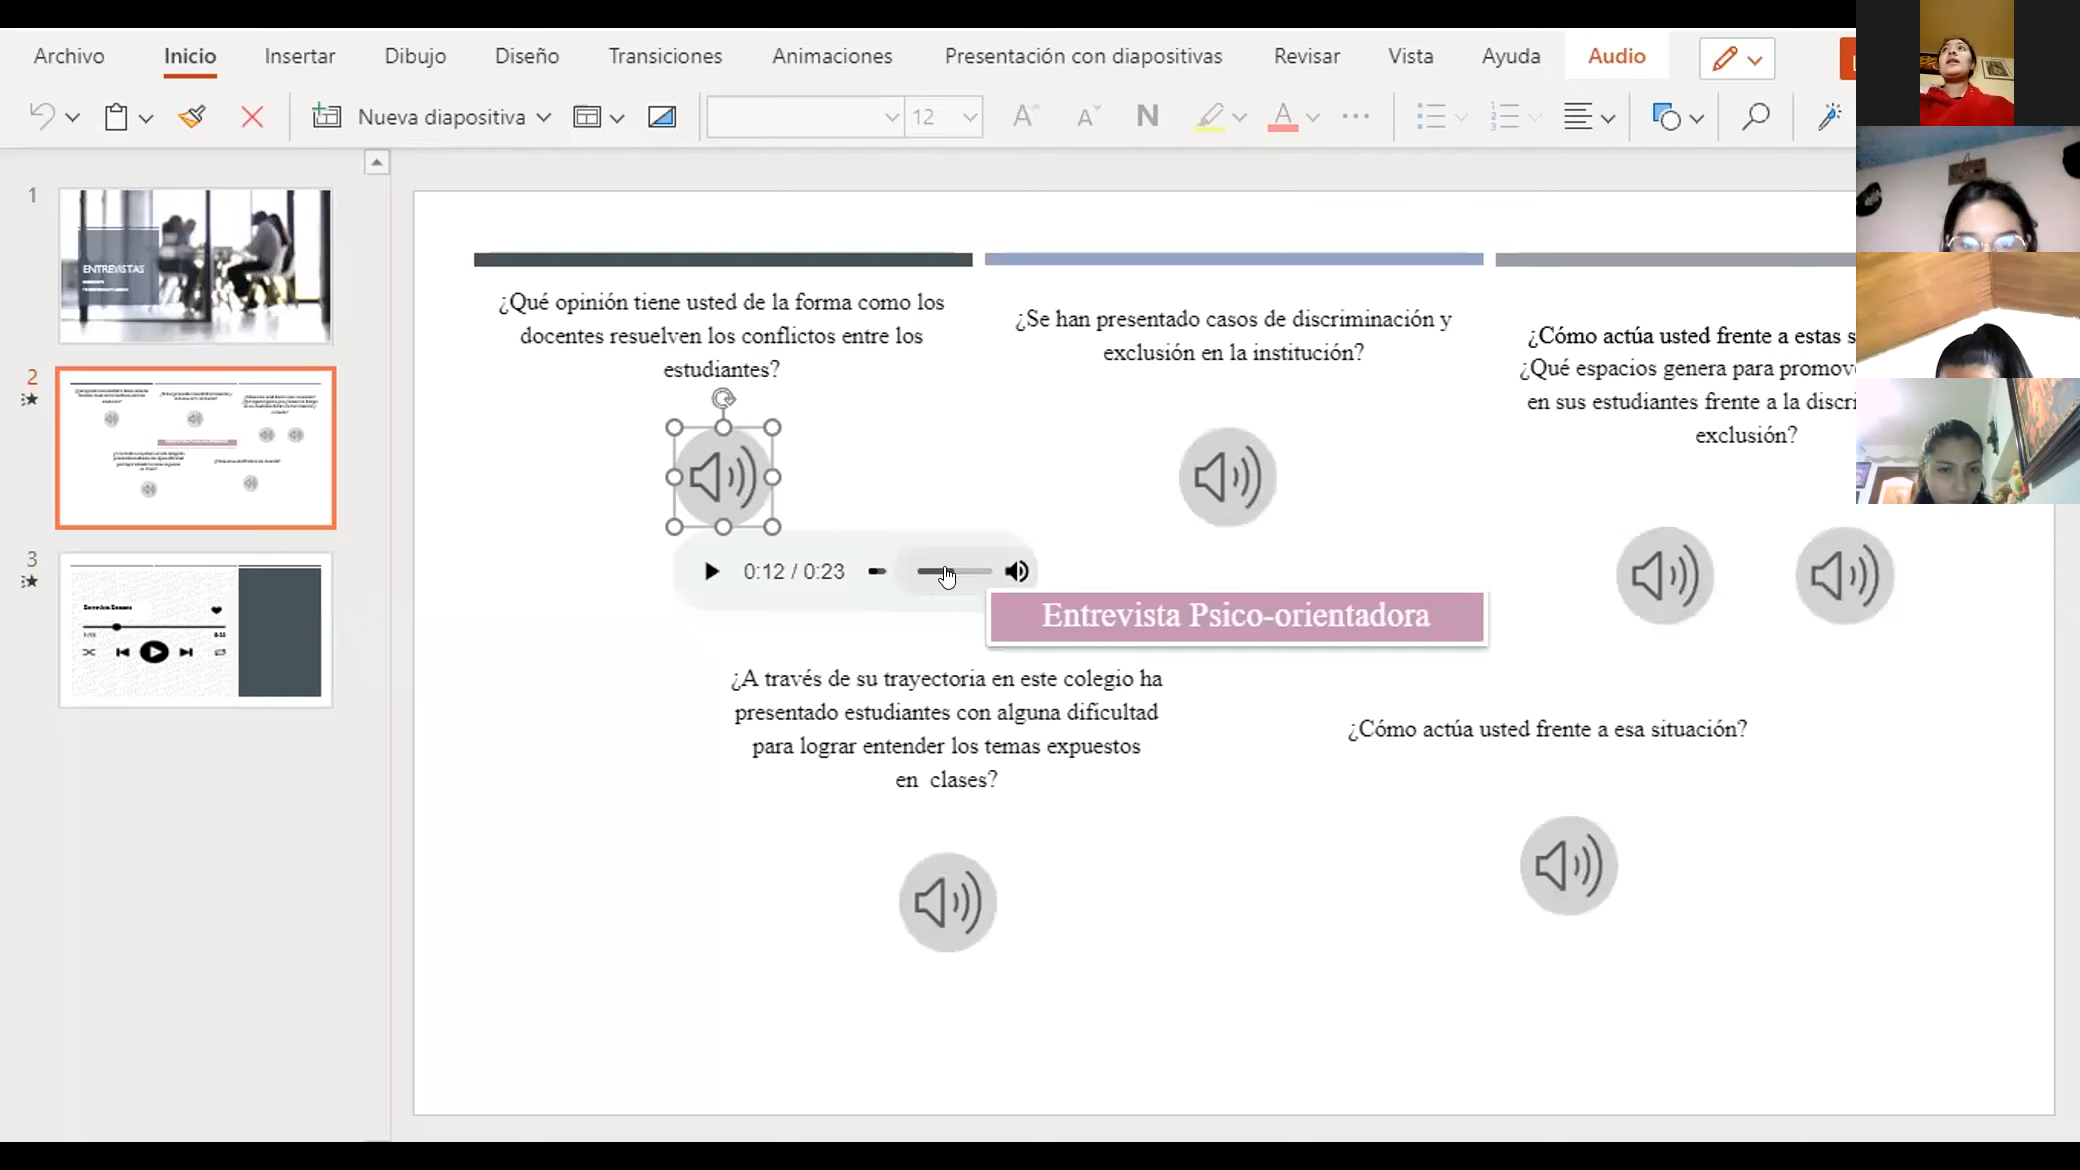 Archivo Inicio Insertar Dibujo Diseño Transiciones Animaciones Presentación con diapositivas Revisar Vista Ayuda Audio
Nueva diapositiva 12 N
1
ENTREVISTAS
2
3
¿Qué opinión tiene usted de la forma como los
docentes resuelven los conflictos entre los
estudiantes?
¿Se han presentado casos de discriminación y
exclusión en la institución?
¿Cómo actúa usted frente a estas s
¿Qué espacios genera para promov
en sus estudiantes frente a la discri
exclusión?
0:12 / 0:23
Entrevista Psico-orientadora
¿A través de su trayectoria en este colegio ha
presentado estudiantes con alguna dificultad
para lograr entender los temas expuestos
en clases?
¿Cómo actúa usted frente a esa situación?